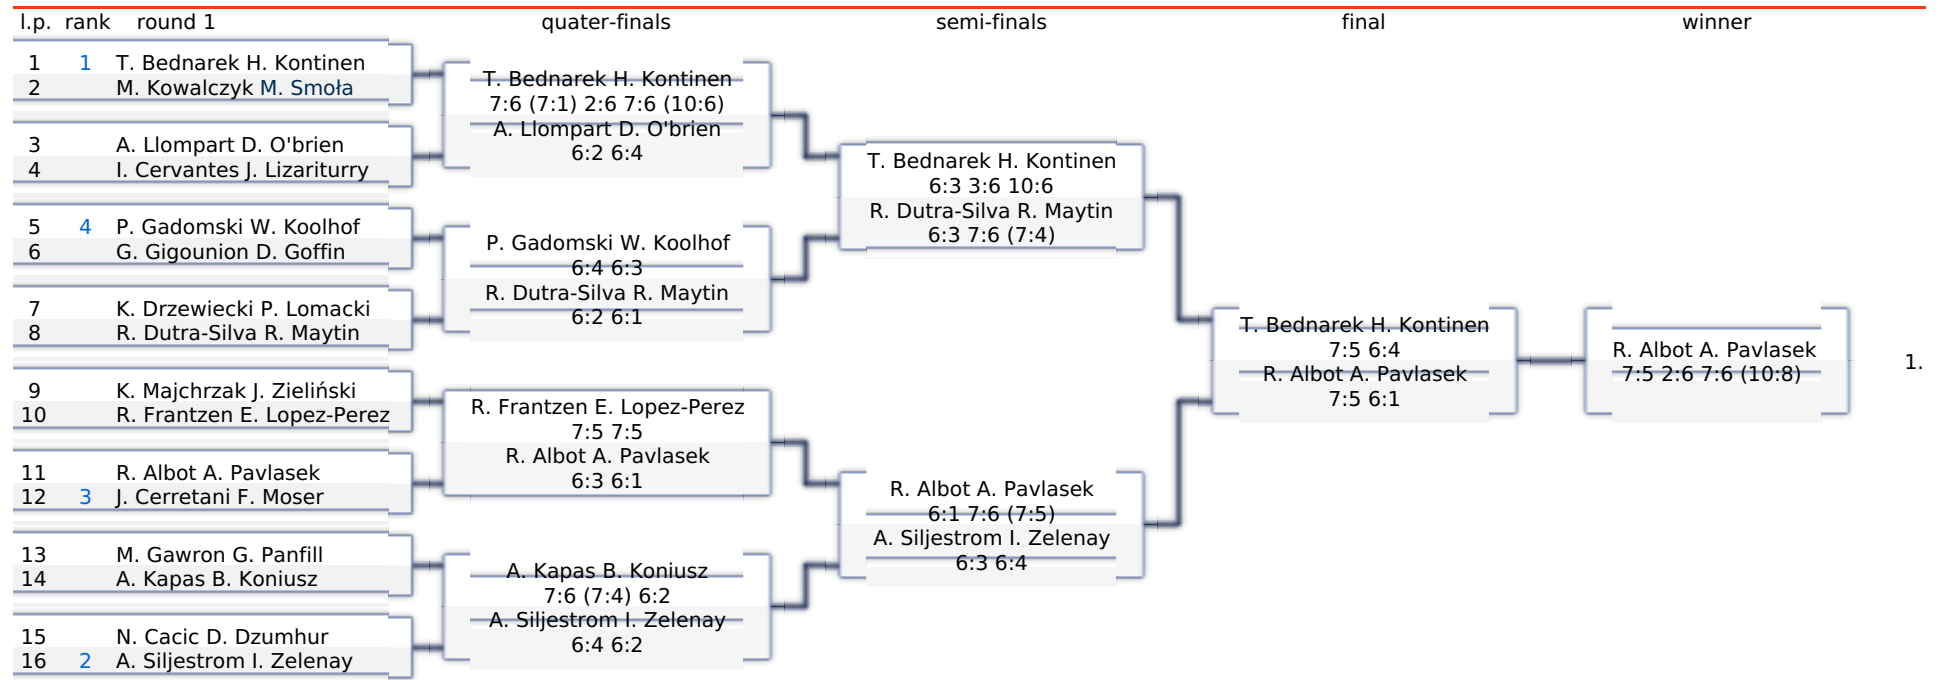 l.p. rank round 1 quater-finals semi-finals final winner
1 1 T. Bednarek H. Kontinen
2 M. Kowalczyk M. Smoła
3 A. Llompart D. O'brien
4 I. Cervantes J. Lizariturry
5 4 P. Gadomski W. Koolhof
6 G. Gigounion D. Goffin
7 K. Drzewiecki P. Lomacki
8 R. Dutra-Silva R. Maytin
9 K. Majchrzak J. Zieliński
10 R. Frantzen E. Lopez-Perez
11 R. Albot A. Pavlasek
12 3 J. Cerretani F. Moser
13 M. Gawron G. Panfill
14 A. Kapas B. Koniusz
15 N. Cacic D. Dzumhur
16 2 A. Siljestrom I. Zelenay
T. Bednarek H. Kontinen
7:6 (7:1) 2:6 7:6 (10:6)
A. Llompart D. O'brien
6:2 6:4
P. Gadomski W. Koolhof
6:4 6:3
R. Dutra-Silva R. Maytin
6:2 6:1
R. Frantzen E. Lopez-Perez
7:5 7:5
R. Albot A. Pavlasek
6:3 6:1
A. Kapas B. Koniusz
7:6 (7:4) 6:2
A. Siljestrom I. Zelenay
6:4 6:2
T. Bednarek H. Kontinen
6:3 3:6 10:6
R. Dutra-Silva R. Maytin
6:3 7:6 (7:4)
R. Albot A. Pavlasek
6:1 7:6 (7:5)
A. Siljestrom I. Zelenay
6:3 6:4
T. Bednarek H. Kontinen
7:5 6:4
R. Albot A. Pavlasek
7:5 6:1
R. Albot A. Pavlasek
7:5 2:6 7:6 (10:8)
1.